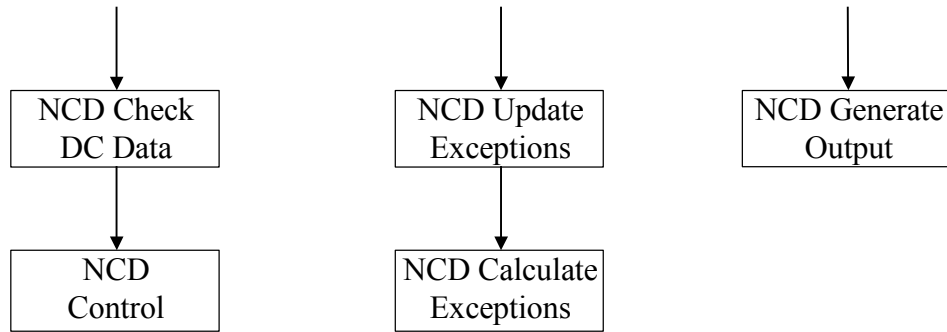 NCD Check
DC Data
NCD Update
Exceptions
NCD Generate
Output
NCD
Control
NCD Calculate
Exceptions